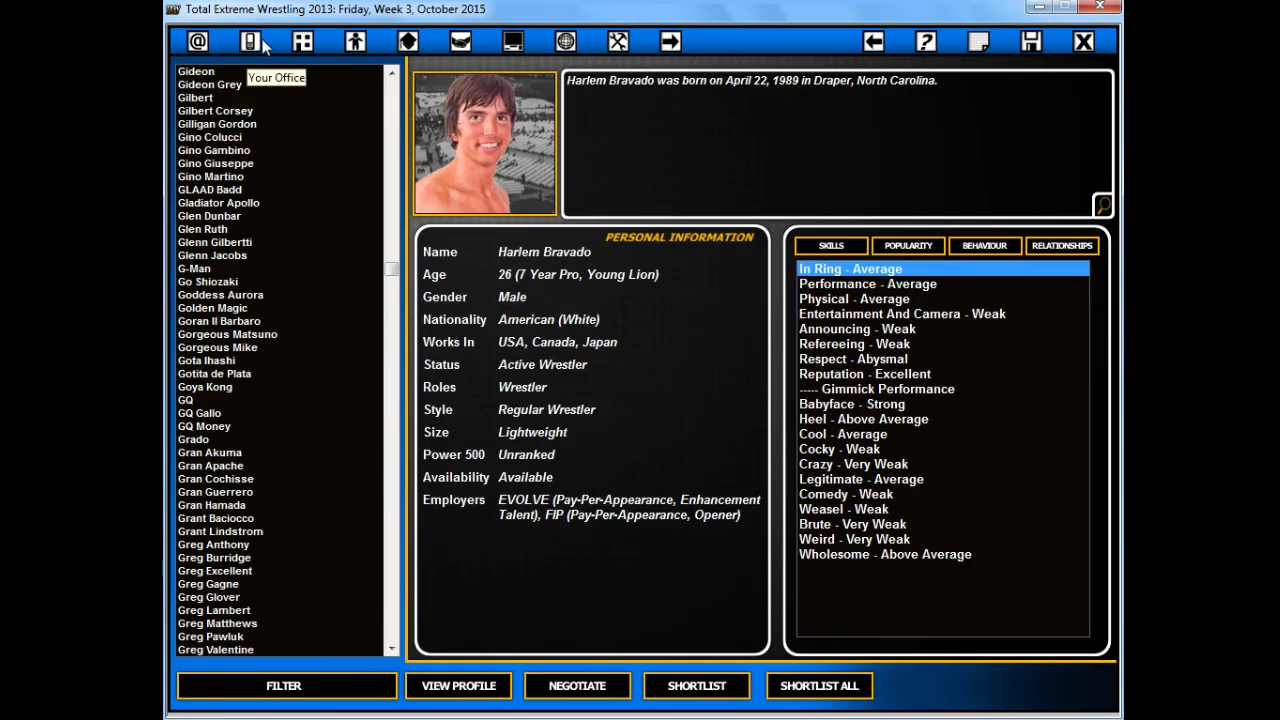 Total Extreme Wrestling 2013: Friday, Week 3, October 2015
Your Office
Gideon
Gideon Grey
Gilbert
Gilbert Corsey
Gilligan Gordon
Gino Colucci
Gino Gambino
Gino Giuseppe
Gino Martino
GLAAD Badd
Gladiator Apollo
Glen Dunbar
Glen Ruth
Glenn Gilbertti
Glenn Jacobs
G-Man
Go Shiozaki
Goddess Aurora
Golden Magic
Goran Il Barbaro
Gorgeous Matsuno
Gorgeous Mike
Gota Ihashi
Gotita de Plata
Goya Kong
GQ
GQ Gallo
GQ Money
Grado
Gran Akuma
Gran Apache
Gran Cochisse
Gran Guerrero
Gran Hamada
Grant Baciocco
Grant Lindstrom
Greg Anthony
Greg Burridge
Greg Excellent
Greg Gagne
Greg Glover
Greg Lambert
Greg Matthews
Greg Pawluk
Greg Valentine
Harlem Bravado was born on April 22, 1989 in Draper, North Carolina.
PERSONAL INFORMATION
Name Harlem Bravado
Age 26 (7 Year Pro, Young Lion)
Gender Male
Nationality American (White)
Works In USA, Canada, Japan
Status Active Wrestler
Roles Wrestler
Style Regular Wrestler
Size Lightweight
Power 500 Unranked
Availability Available
Employers EVOLVE (Pay-Per-Appearance, Enhancement
Talent), FIP (Pay-Per-Appearance, Opener)
SKILLS POPULARITY BEHAVIOUR RELATIONSHIPS
In Ring - Average
Performance - Average
Physical - Average
Entertainment And Camera - Weak
Announcing - Weak
Refereeing - Weak
Respect - Abysmal
Reputation - Excellent
----- Gimmick Performance
Babyface - Strong
Heel - Above Average
Cool - Average
Cocky - Weak
Crazy - Very Weak
Legitimate - Average
Comedy - Weak
Weasel - Weak
Brute - Very Weak
Weird - Very Weak
Wholesome - Above Average
FILTER VIEW PROFILE NEGOTIATE SHORTLIST SHORTLIST ALL